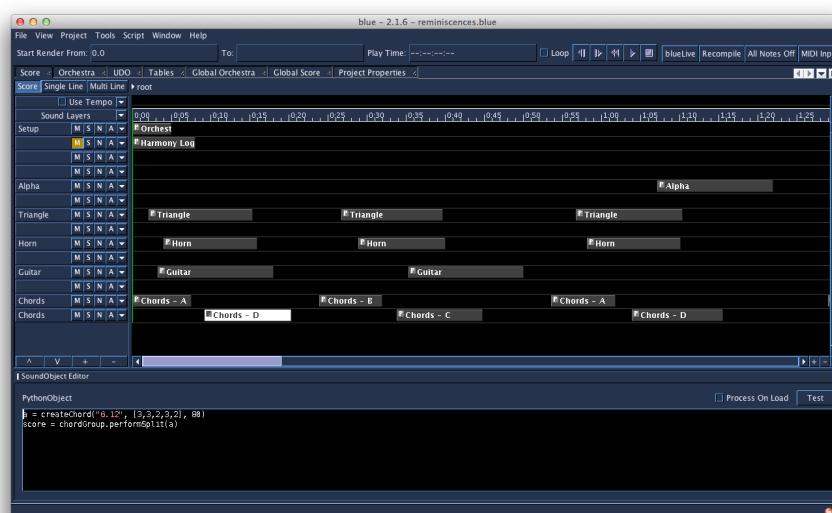 blue - 2.1.6 - reminiscences.blue
File View Project Tools Script Window Help
Start Render From: 0.0 To: Play Time: --:--:--:-- Loop blueLive Recompile All Notes Off MIDI Inp
Score Orchestra UDO Tables Global Orchestra Global Score Project Properties
Score Single Line Multi Line root
Use Tempo
Sound Layers 0;00 0;05 0;10 0;15 0;20 0;25 0;30 0;35 0;40 0;45 0;50 0;55 1;00 1;05 1;10 1;15 1;20 1;25
Setup M S N A Orchest
M S N A Harmony Log
M S N A
M S N A
Alpha M S N A Alpha
M S N A
Triangle M S N A Triangle Triangle Triangle
M S N A
Horn M S N A Horn Horn Horn
M S N A
Guitar M S N A Guitar Guitar
M S N A
Chords M S N A Chords - A Chords - B Chords - A
Chords M S N A Chords - D Chords - C Chords - D
^ V + - + -
SoundObject Editor
PythonObject Process On Load Test
a = createChord("6.12", [3,3,2,3,2], 80)
score = chordGroup.performSplit(a)